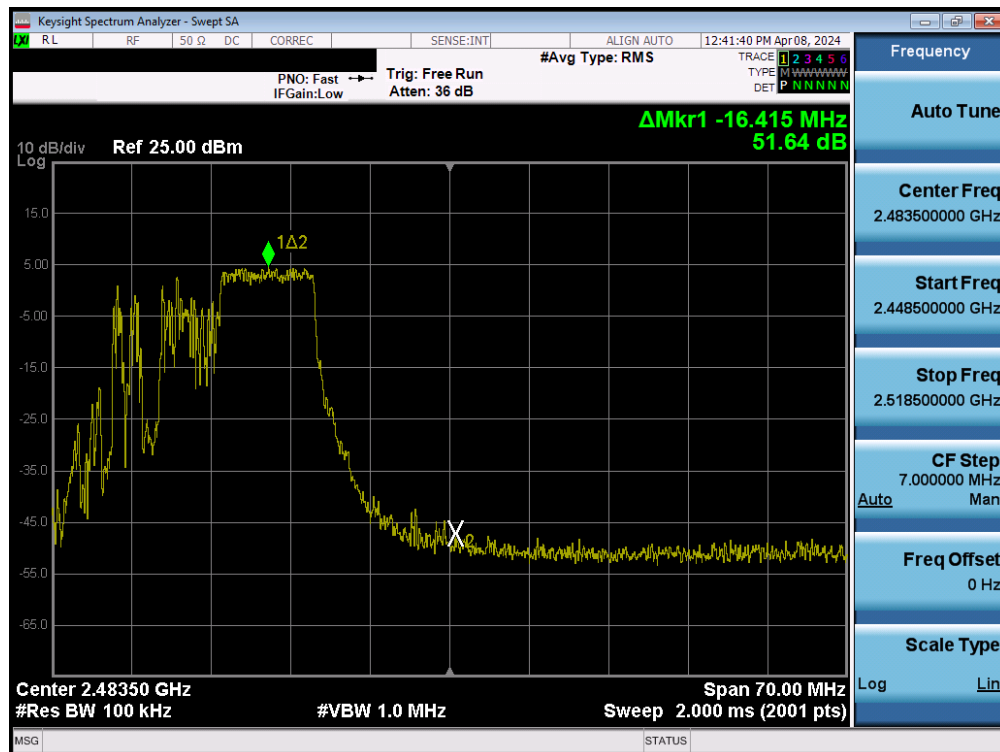 Keysight Spectrum Analyzer - Swept SA
LXI RL RF 50 Ω DC CORREC SENSE:INT ALIGN AUTO 12:41:40 PM Apr 08, 2024
#Avg Type: RMS
TRACE 1 2 3 4 5 6
PNO: Fast Trig: Free Run
TYPE M W W W W W
IFGain:Low Atten: 36 dB
DET P N N N N N
ΔMkr1 -16.415 MHz
51.64 dB
10 dB/div Ref 25.00 dBm
Log
15.0
1Δ2
5.00
-5.00
-15.0
-25.0
-35.0
-45.0
X2
-55.0
-65.0
Center 2.48350 GHz Span 70.00 MHz
#Res BW 100 kHz #VBW 1.0 MHz Sweep 2.000 ms (2001 pts)
MSG STATUS
Frequency
Auto Tune
Center Freq
2.483500000 GHz
Start Freq
2.448500000 GHz
Stop Freq
2.518500000 GHz
CF Step
7.000000 MHz
Auto Man
Freq Offset
0 Hz
Scale Type
Log Lin